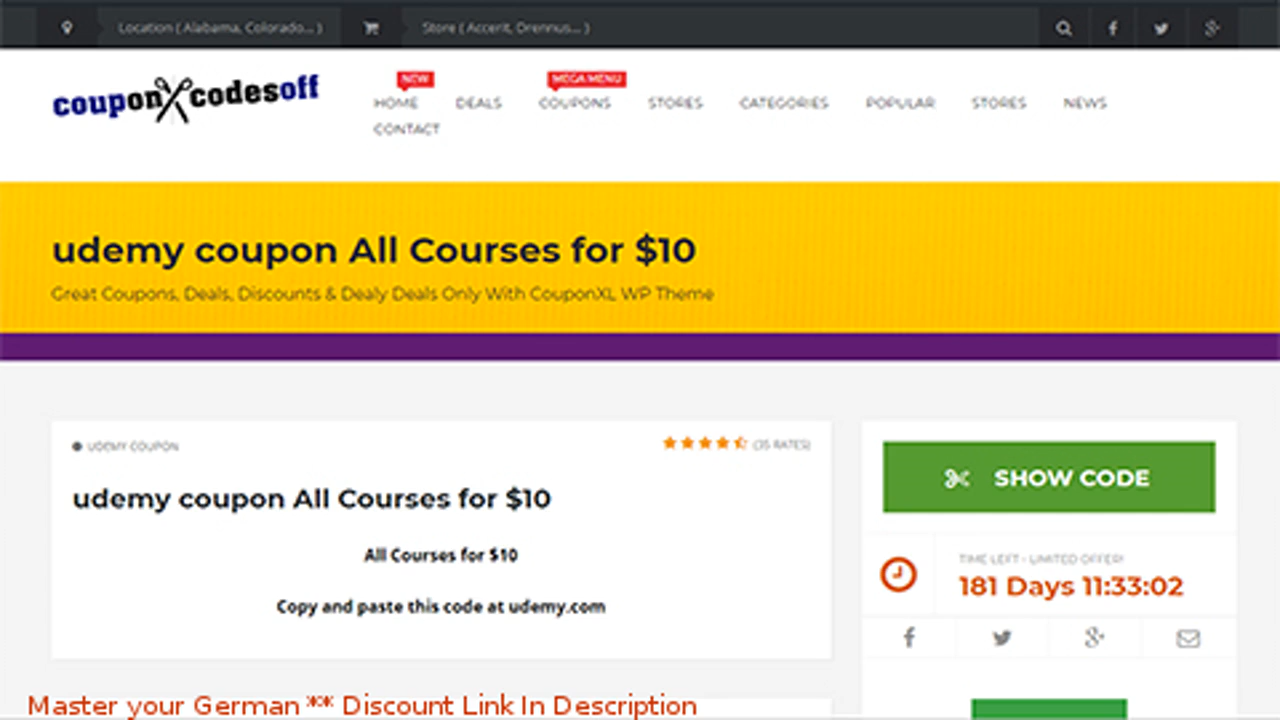 Location ( Alabama, Colorado... )
Store ( Accent, Drennus... )
couponcodesoff
NEW
MEGA MENU
HOME DEALS COUPONS STORES CATEGORIES POPULAR STORES NEWS
CONTACT
udemy coupon All Courses for $10
Great Coupons, Deals, Discounts & Dealy Deals Only With CouponXL WP Theme
UDEMY COUPON
(35 RATES)
udemy coupon All Courses for $10
All Courses for $10
Copy and paste this code at udemy.com
SHOW CODE
TIME LEFT - LIMITED OFFER!
181 Days 11:33:02
Master your German ** Discount Link In Description